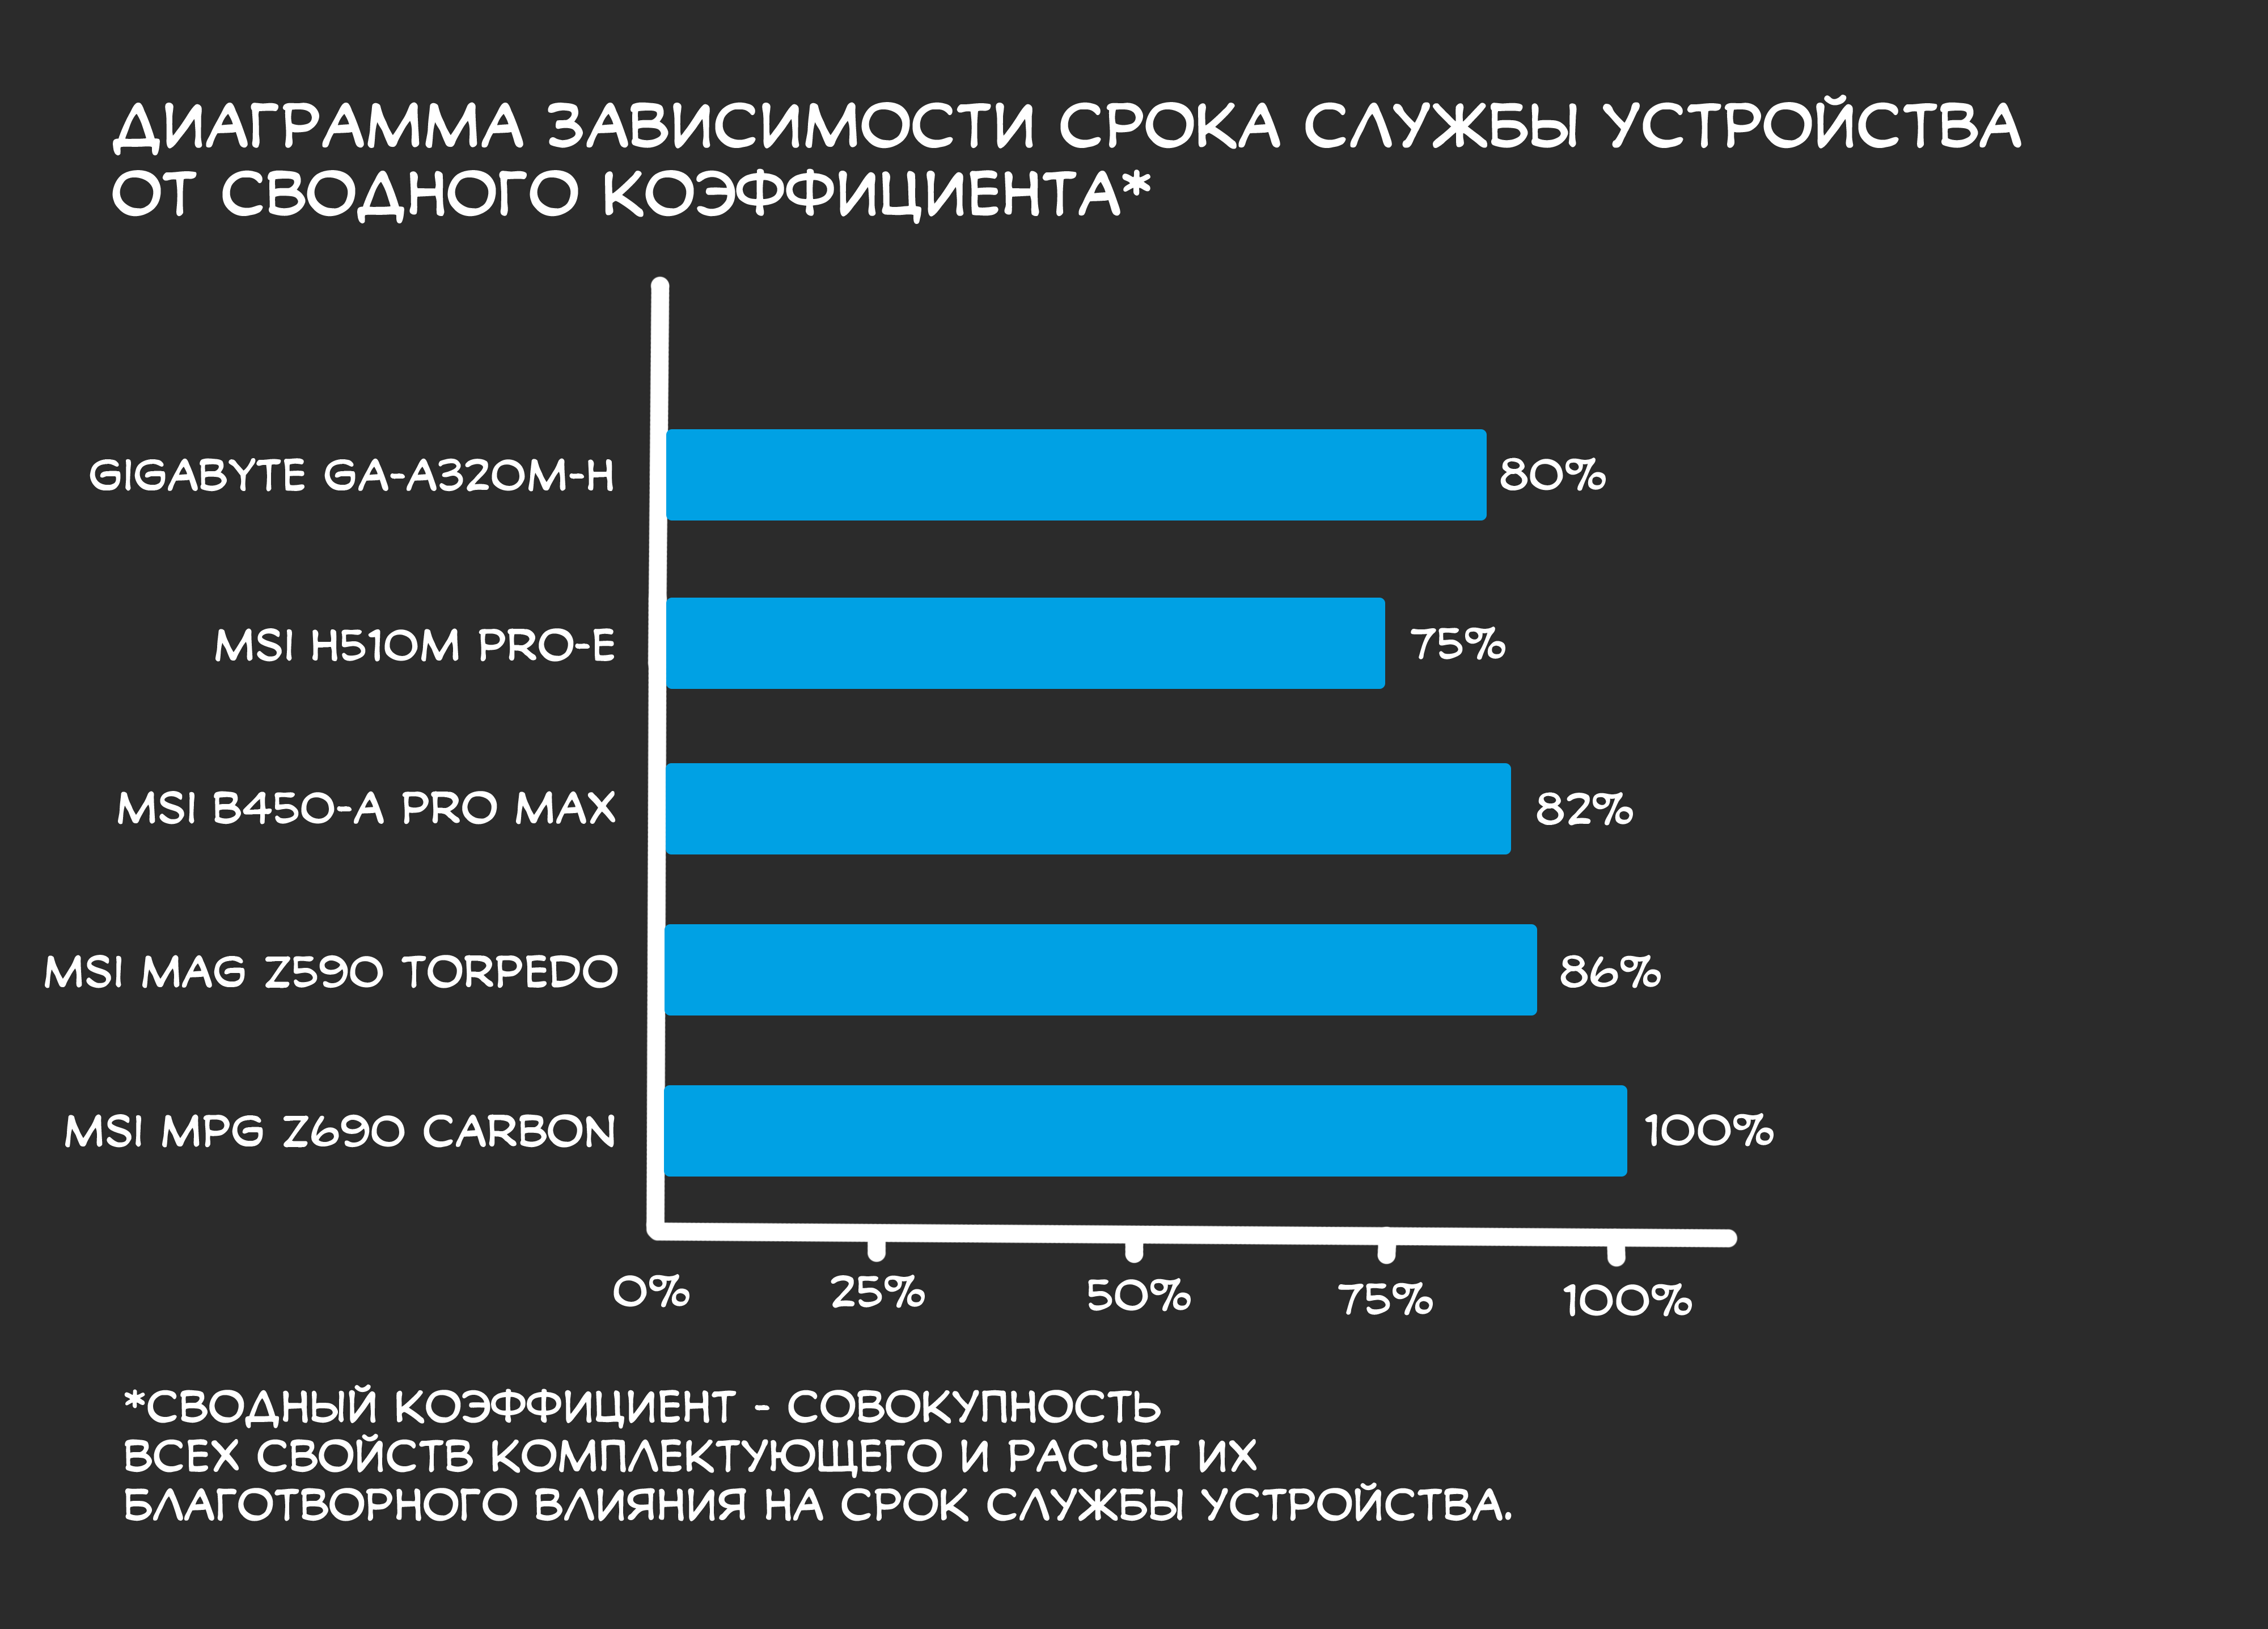 ДИАГРАММА ЗАВИСИМОСТИ СРОКА СЛУЖБЫ УСТРОЙСТВА
ОТ СВОДНОГО КОЭФФИЦИЕНТА*
GIGABYTE GA-A320M-H
80%
MSI H510M PRO-E
75%
MSI B450-A PRO MAX
82%
MSI MAG Z590 TORPEDO
86%
MSI MPG Z690 CARBON
100%
0%
25%
50%
75%
100%
*СВОДНЫЙ КОЭФФИЦИЕНТ - СОВОКУПНОСТЬ
ВСЕХ СВОЙСТВ КОМПЛЕКТУЮЩЕГО И РАСЧЕТ ИХ
БЛАГОТВОРНОГО ВЛИЯНИЯ НА СРОК СЛУЖБЫ УСТРОЙСТВА.